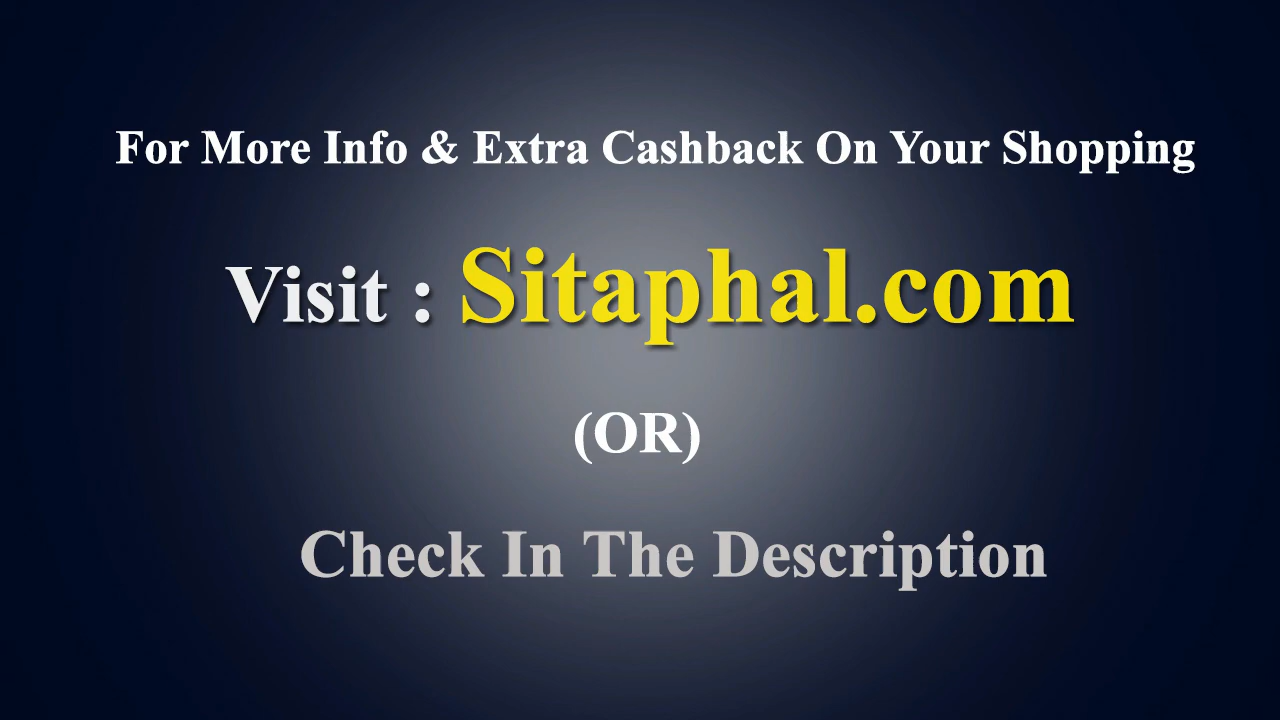 For More Info & Extra Cashback On Your Shopping
Visit : Sitaphal.com
(OR)
Check In The Description